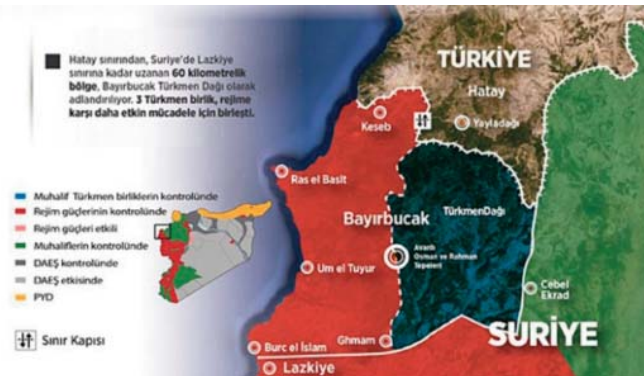 Hatay sınırından, Suriye'de Lazkiye
sınırına kadar uzanan 60 kilometrelik
bölge, Bayırbucak Türkmen Dağı olarak
adlandırılıyor. 3 Türkmen birlik, rejime
karşı daha etkin mücadele için birleşti.
TÜRKİYE
Hatay
Keseb
Yayladağı
Ras el Basit
Muhalif Türkmen birliklerin kontrolünde
Rejim güçlerinin kontrolünde
Rejim güçleri etkili
Muhaliflerin kontrolünde
DAEŞ kontrolünde
DAEŞ etkisinde
PYD
Sınır Kapısı
Bayırbucak
TürkmenDağı
Avanlı
Osman ve Rahman
Tepeleri
Um el Tuyur
Cebel
Ekrad
SURİYE
Burc el İslam
Ghmam
Lazkiye